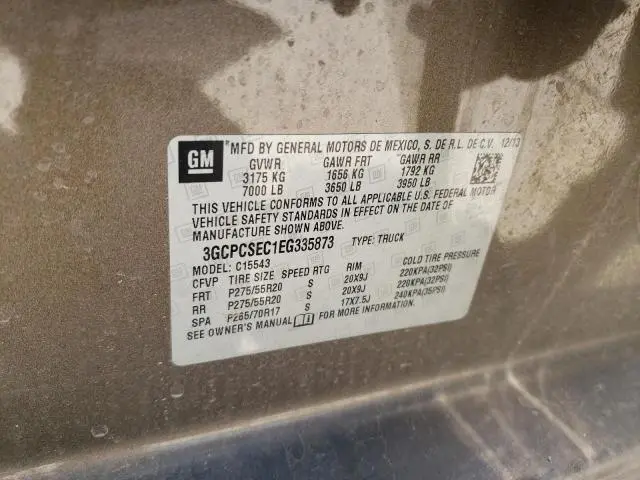 GM
MFD BY GENERAL MOTORS DE MEXICO, S. DE R.L. DE C.V. 12/13
GVWR GAWR FRT GAWR RR
3175 KG 1656 KG 1792 KG
7000 LB 3650 LB 3950 LB
THIS VEHICLE CONFORMS TO ALL APPLICABLE U.S. FEDERAL MOTOR
VEHICLE SAFETY STANDARDS IN EFFECT ON THE DATE OF
MANUFACTURE SHOWN ABOVE.
3GCPCSEC1EG335873 TYPE: TRUCK
MODEL: C15543
CFVP TIRE SIZE SPEED RTG RIM COLD TIRE PRESSURE
FRT P275/55R20 S 20X9J 220KPA(32PSI)
RR P275/55R20 S 20X9J 220KPA(32PSI)
SPA P265/70R17 S 17X7.5J 240KPA(35PSI)
SEE OWNER'S MANUAL FOR MORE INFORMATION.